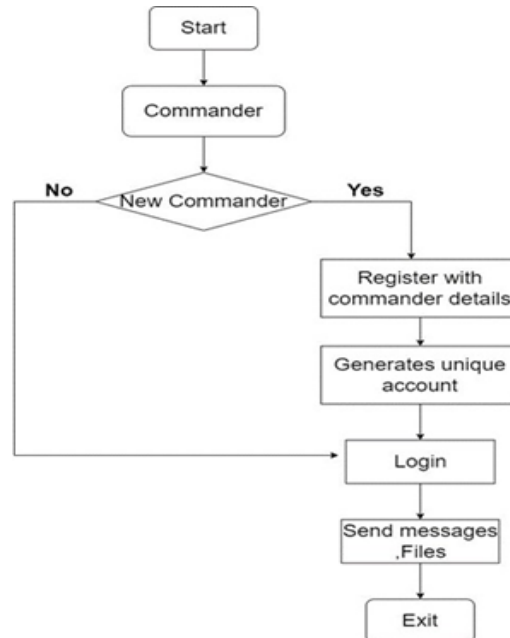 Start
Commander
No
Yes
New Commander
Register with
commander details
Generates unique
account
Login
Send messages
,Files
Exit